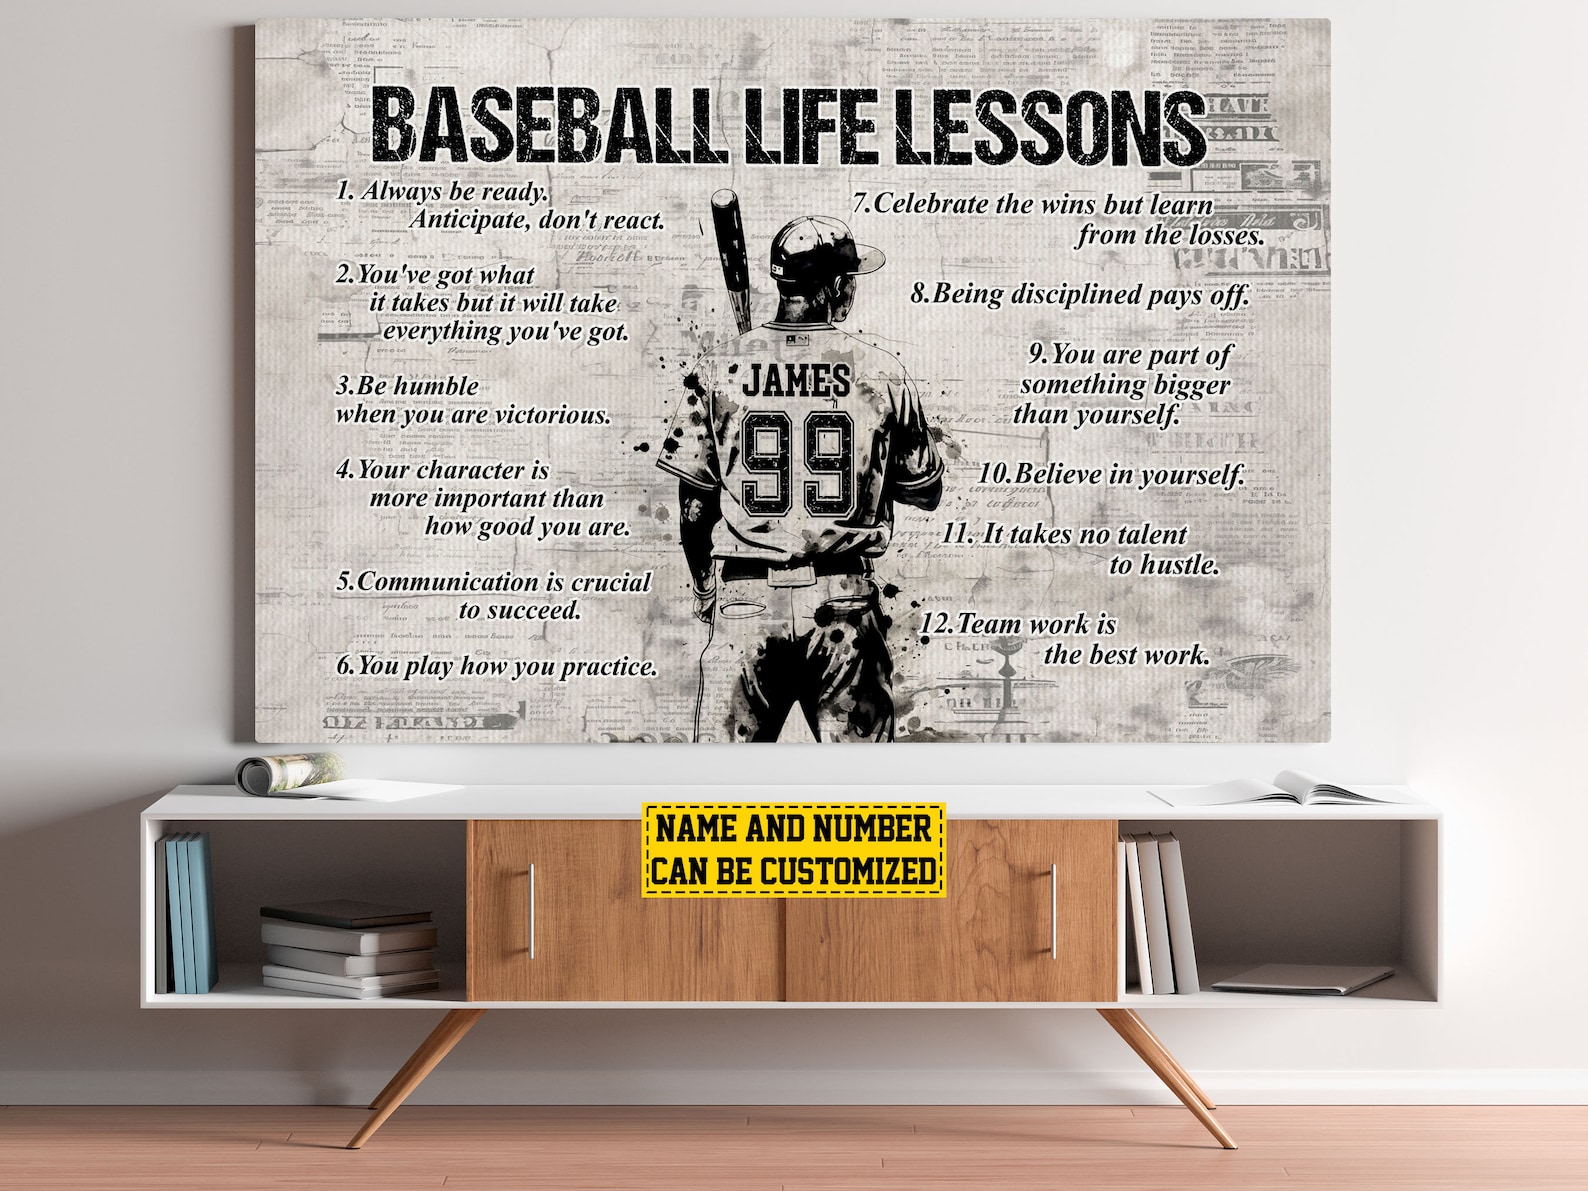 BASEBALL LIFE LESSONS
1. Always be ready.
Anticipate, don't react.
2.You've got what
it takes but it will take
everything you've got.
3.Be humble
when you are victorious.
4.Your character is
more important than
how good you are.
5.Communication is crucial
to succeed.
6.You play how you practice.
7.Celebrate the wins but learn
from the losses.
8.Being disciplined pays off.
9.You are part of
something bigger
than yourself.
10.Believe in yourself.
11. It takes no talent
to hustle.
12.Team work is
the best work.
JAMES
99
NAME AND NUMBER
CAN BE CUSTOMIZED